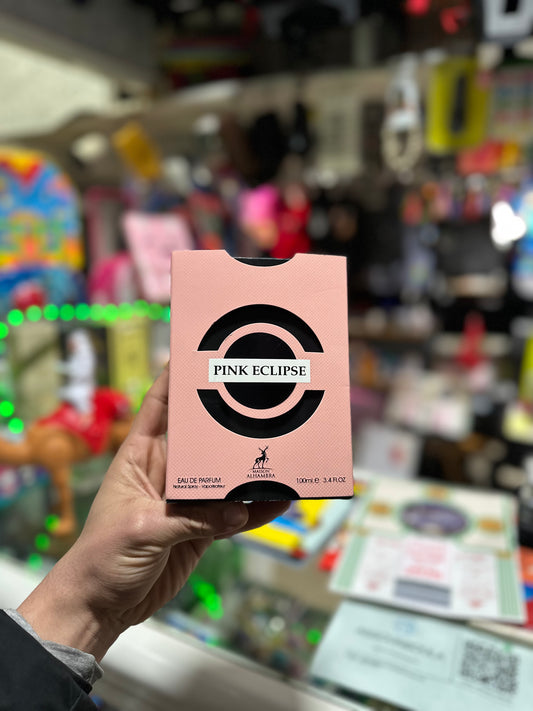 PINK ECLIPSE
MAISON
ALHAMBRA
EAU DE PARFUM
Natural Spray - Vaporisateur
100ml.℮ 3.4 FL.OZ